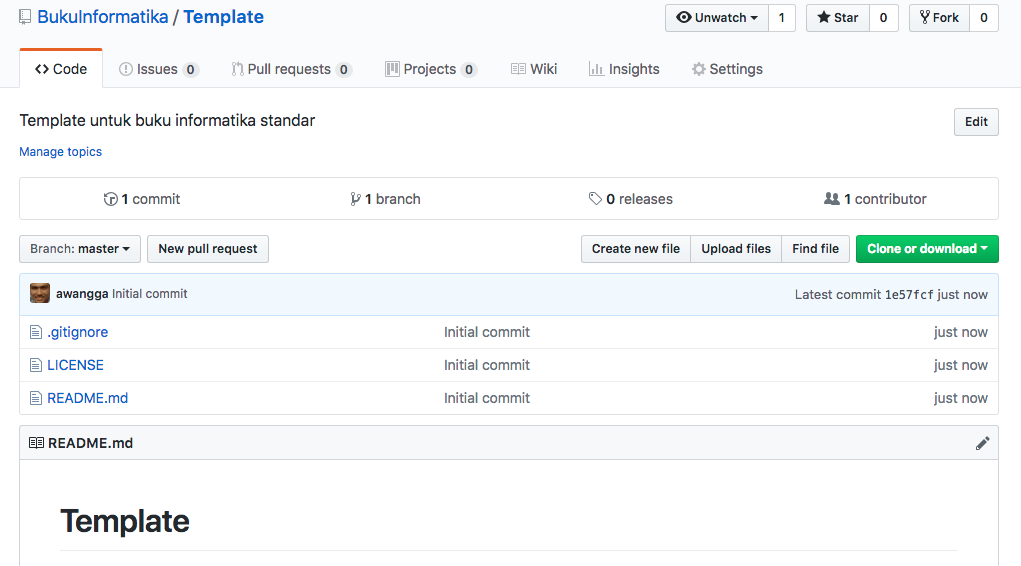 BukuInformatika / Template Unwatch 1 Star 0 Fork 0
Code Issues 0 Pull requests 0 Projects 0 Wiki Insights Settings
Template untuk buku informatika standar Edit
Manage topics
1 commit 1 branch 0 releases 1 contributor
Branch: master New pull request Create new file Upload files Find file Clone or download
awangga Initial commit Latest commit 1e57fcf just now
.gitignore Initial commit just now
LICENSE Initial commit just now
README.md Initial commit just now
README.md
Template